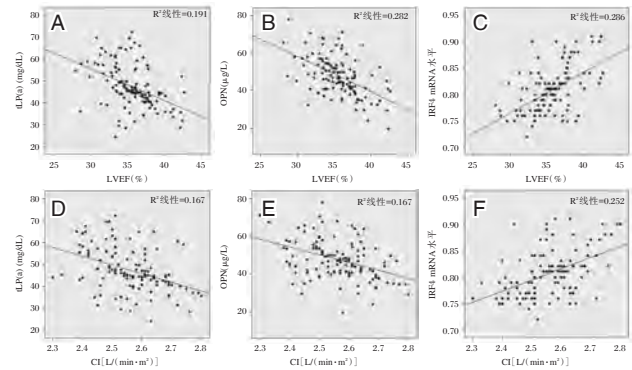 A
R²线性=0.191
tLP(a) (mg/dL)
80
70
60
50
40
30
20
25 30 35 40 45
LVEF(%)
B
R²线性=0.282
OPN(μg/L)
80
60
40
20
25 30 35 40 45
LVEF(%)
C
R²线性=0.286
IRF4 mRNA 水平
0.95
0.90
0.85
0.80
0.75
0.70
25 30 35 40 45
LVEF(%)
D
R²线性=0.167
tLP(a) (mg/dL)
80
70
60
50
40
30
20
2.3 2.4 2.5 2.6 2.7 2.8
CI[L/(min·m²)]
E
R²线性=0.167
OPN(μg/L)
80
60
40
20
2.3 2.4 2.5 2.6 2.7 2.8
CI[L/(min·m²)]
F
R²线性=0.252
IRF4 mRNA 水平
0.95
0.90
0.85
0.80
0.75
0.70
2.3 2.4 2.5 2.6 2.7 2.8
CI[L/(min·m²)]